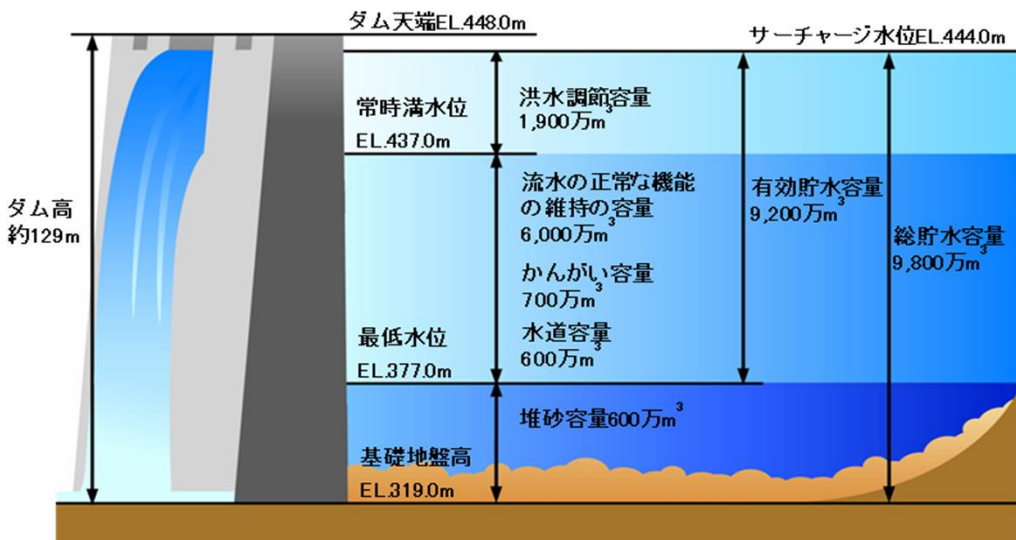 ダム天端EL.448.0m
サーチャージ水位EL.444.0m
常時満水位
EL.437.0m
洪水調節容量
1,900万m³
ダム高
約129m
流水の正常な機能
の維持の容量
6,000万m³
かんがい容量
700万m³
水道容量
600万m³
有効貯水容量
9,200万m³
総貯水容量
9,800万m³
最低水位
EL.377.0m
堆砂容量600万m³
基礎地盤高
EL.319.0m